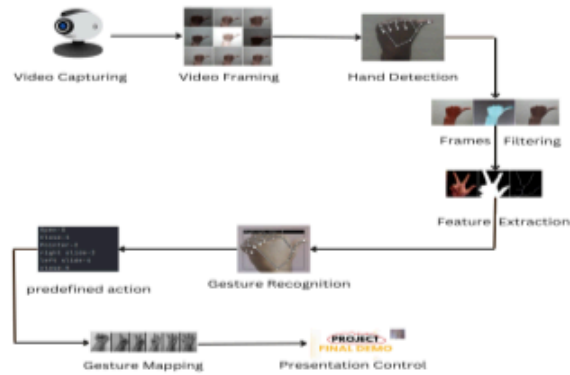 Video Capturing
Video Framing
Hand Detection
Frames Filtering
Feature Extraction
Gesture Recognition
predefined action
Gesture Mapping
Presentation Control
PROJECT
FINAL DEMO